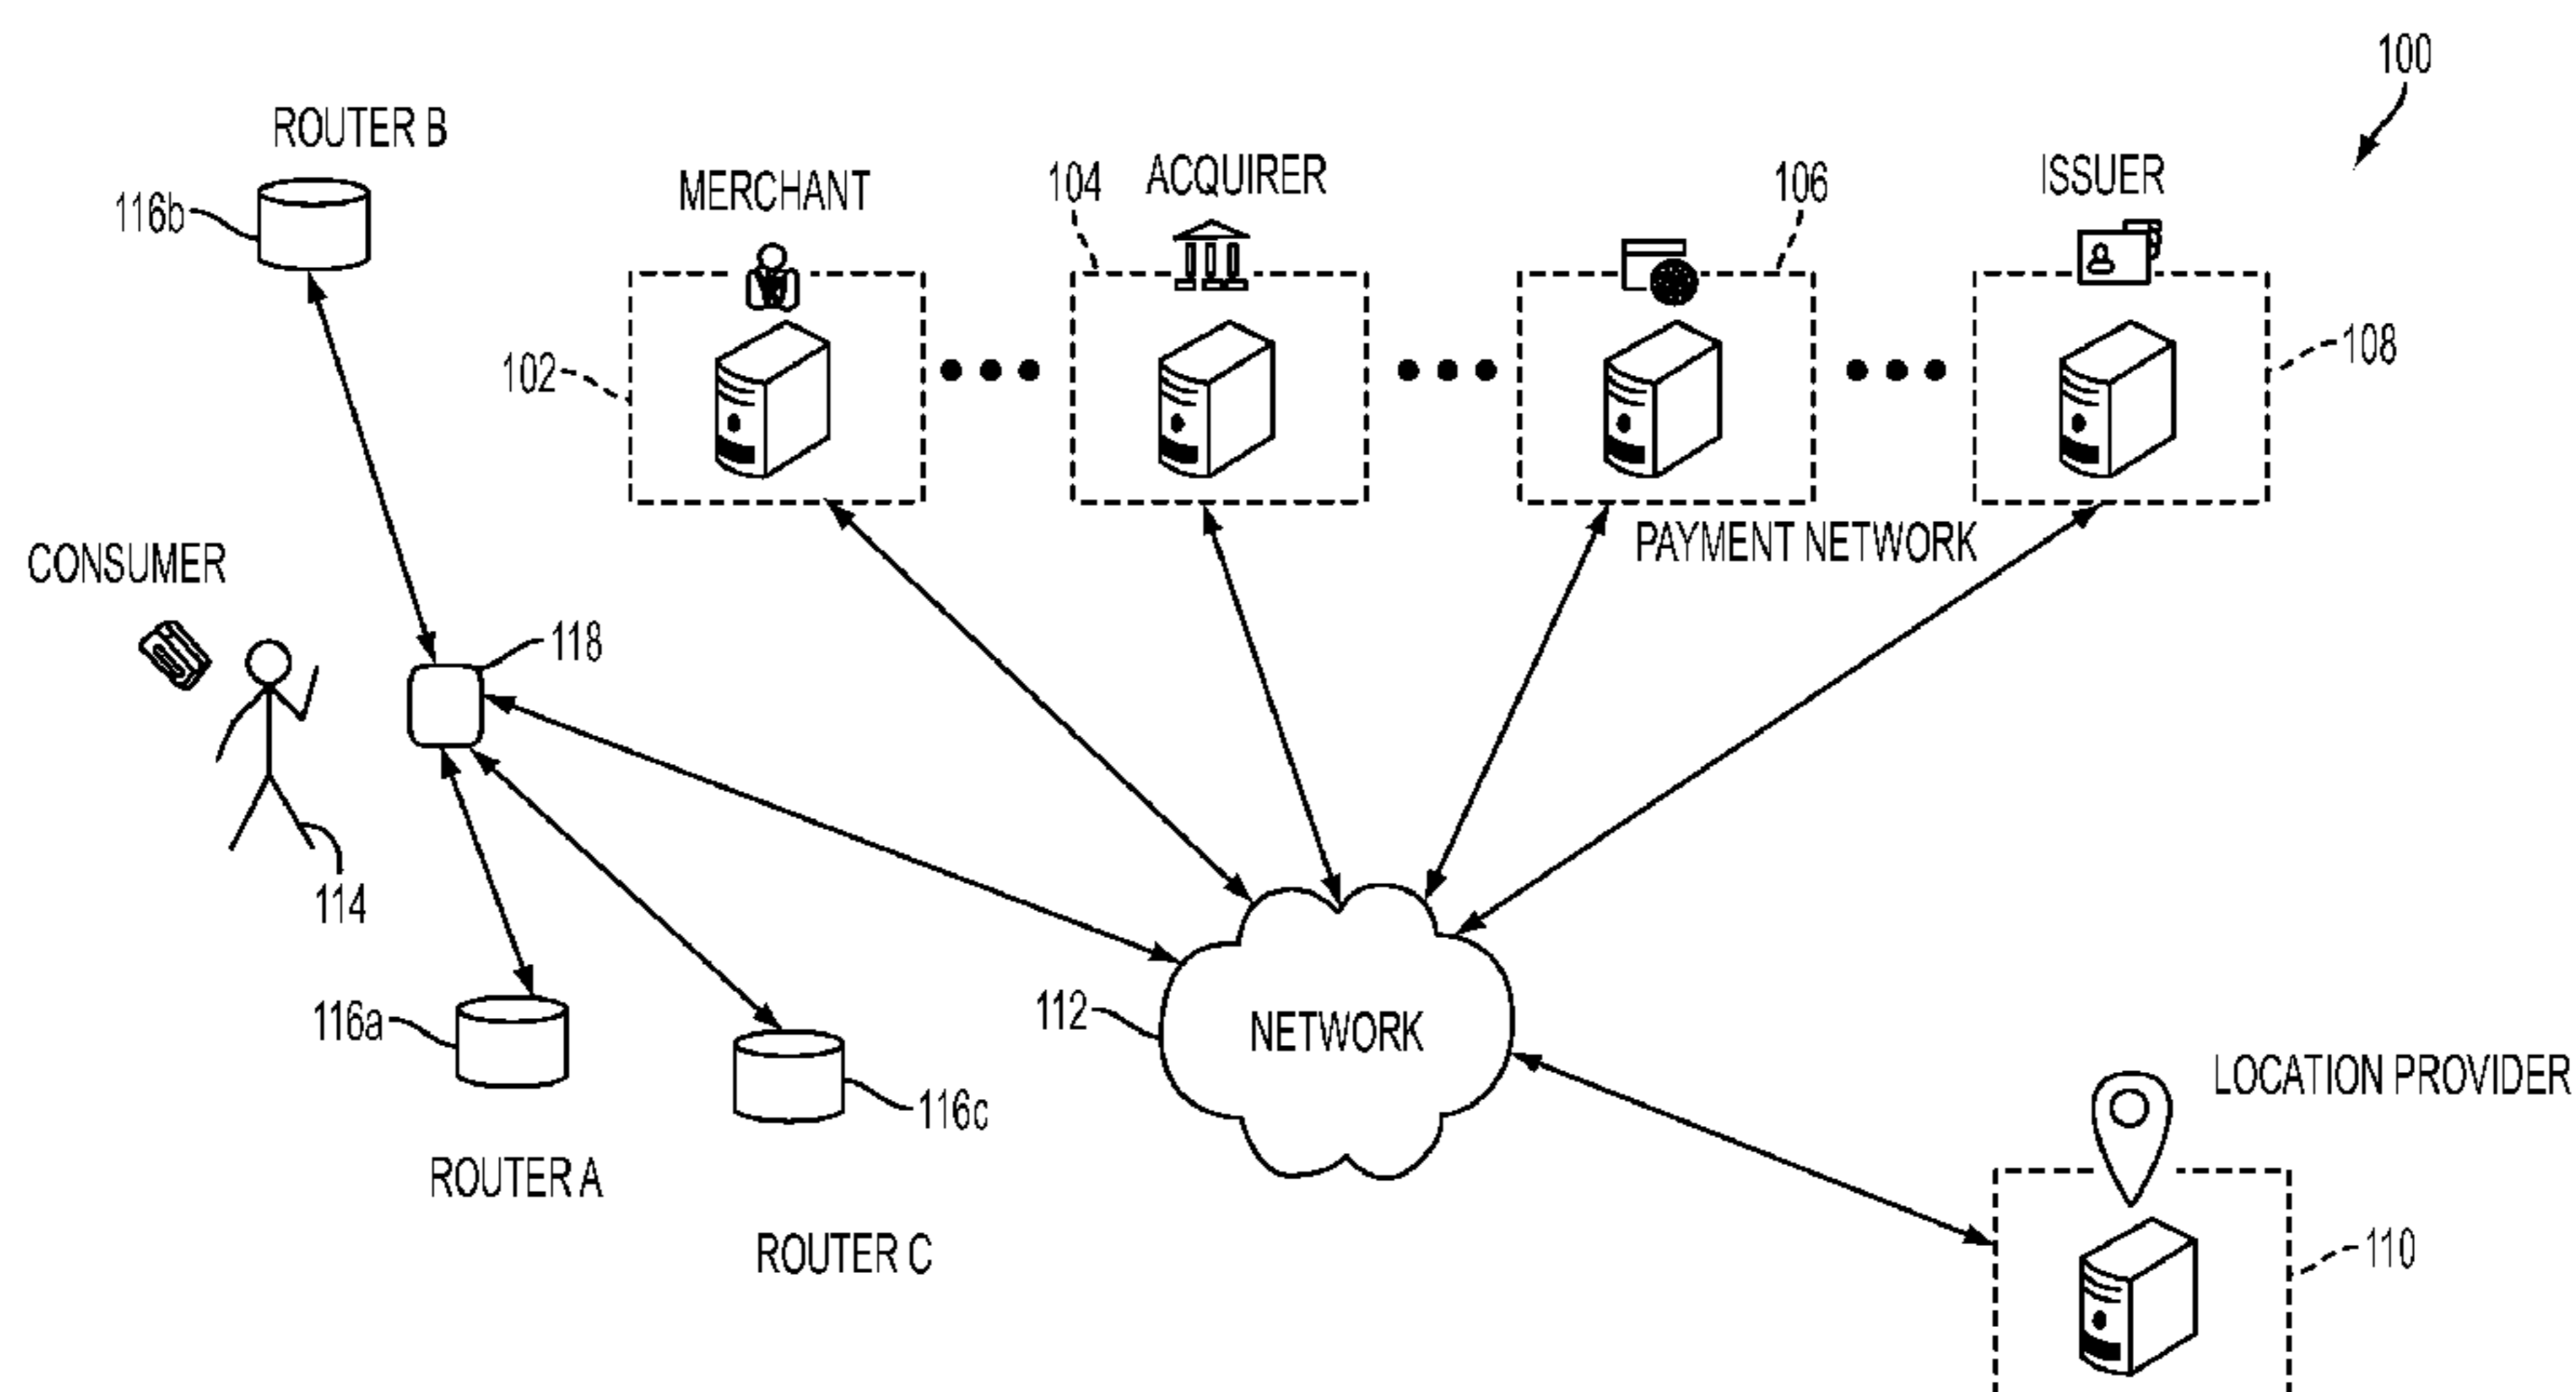 100
ROUTER B
116b
MERCHANT
104
ACQUIRER
106
ISSUER
102
108
PAYMENT NETWORK
CONSUMER
118
114
116a
116c
112
NETWORK
ROUTER A
ROUTER C
LOCATION PROVIDER
110